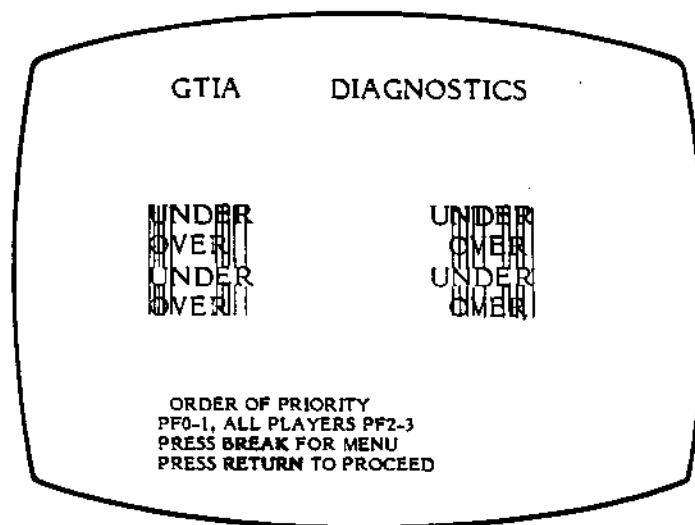 GTIA DIAGNOSTICS
UNDER UNDER
OVER OVER
UNDER UNDER
OVER OVER
ORDER OF PRIORITY
PF0-1, ALL PLAYERS PF2-3
PRESS BREAK FOR MENU
PRESS RETURN TO PROCEED